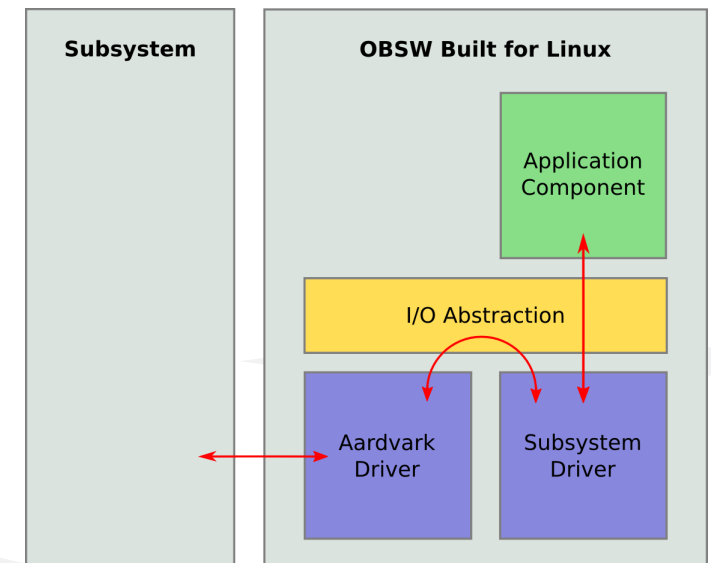 Subsystem
OBSW Built for Linux
Application
Component
I/O Abstraction
Aardvark
Driver
Subsystem
Driver